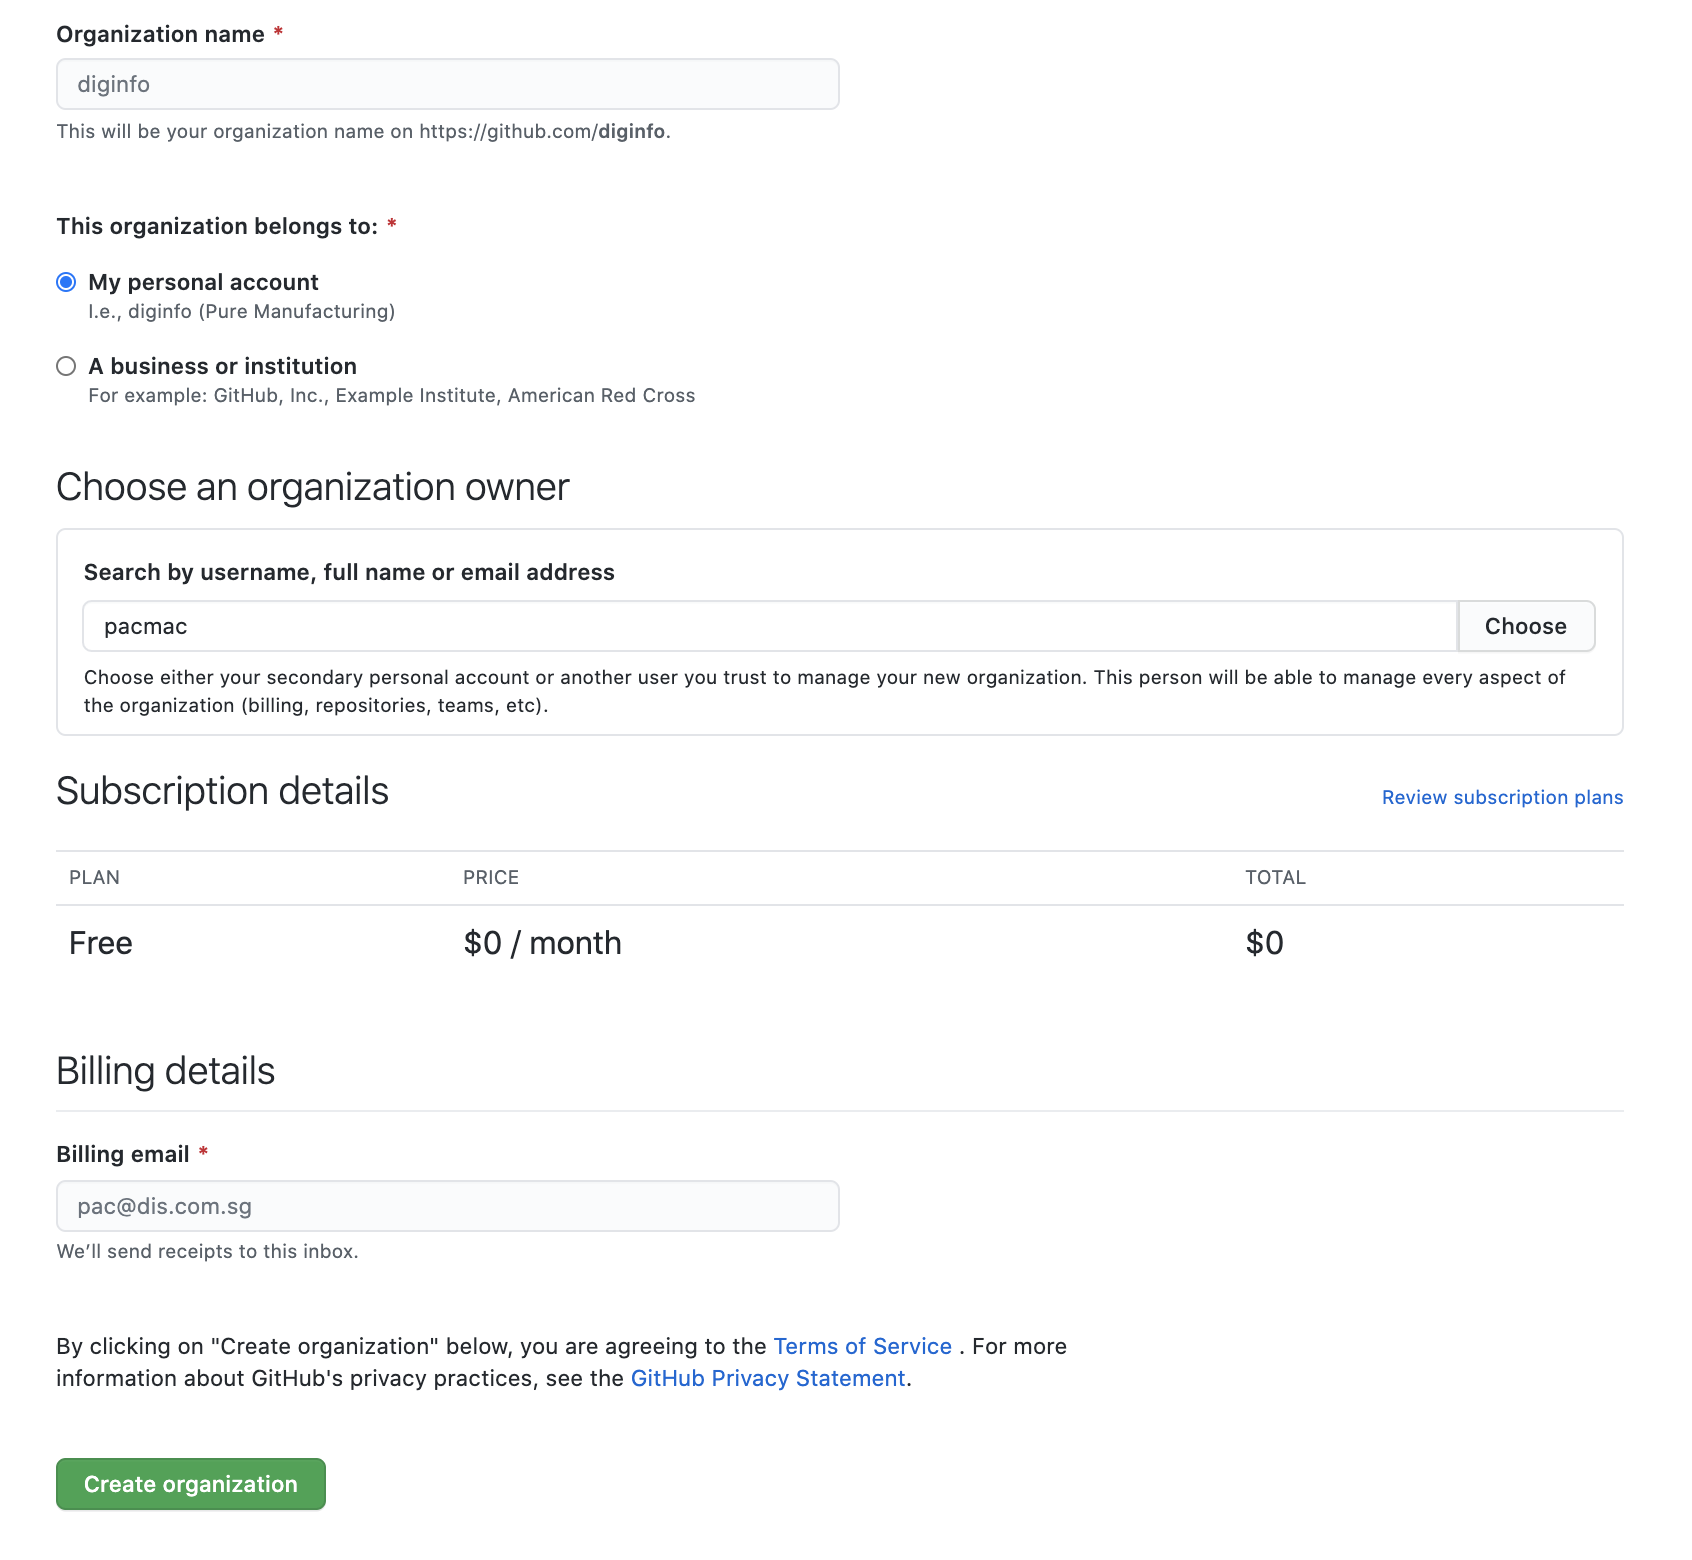 Organization name *
diginfo
This will be your organization name on https://github.com/diginfo.
This organization belongs to: *
My personal account
I.e., diginfo (Pure Manufacturing)
A business or institution
For example: GitHub, Inc., Example Institute, American Red Cross
Choose an organization owner
Search by username, full name or email address
pacmac
Choose
Choose either your secondary personal account or another user you trust to manage your new organization. This person will be able to manage every aspect of
the organization (billing, repositories, teams, etc).
Subscription details
Review subscription plans
PLAN PRICE TOTAL
Free $0 / month $0
Billing details
Billing email *
pac@dis.com.sg
We’ll send receipts to this inbox.
By clicking on "Create organization" below, you are agreeing to the Terms of Service . For more
information about GitHub's privacy practices, see the GitHub Privacy Statement.
Create organization